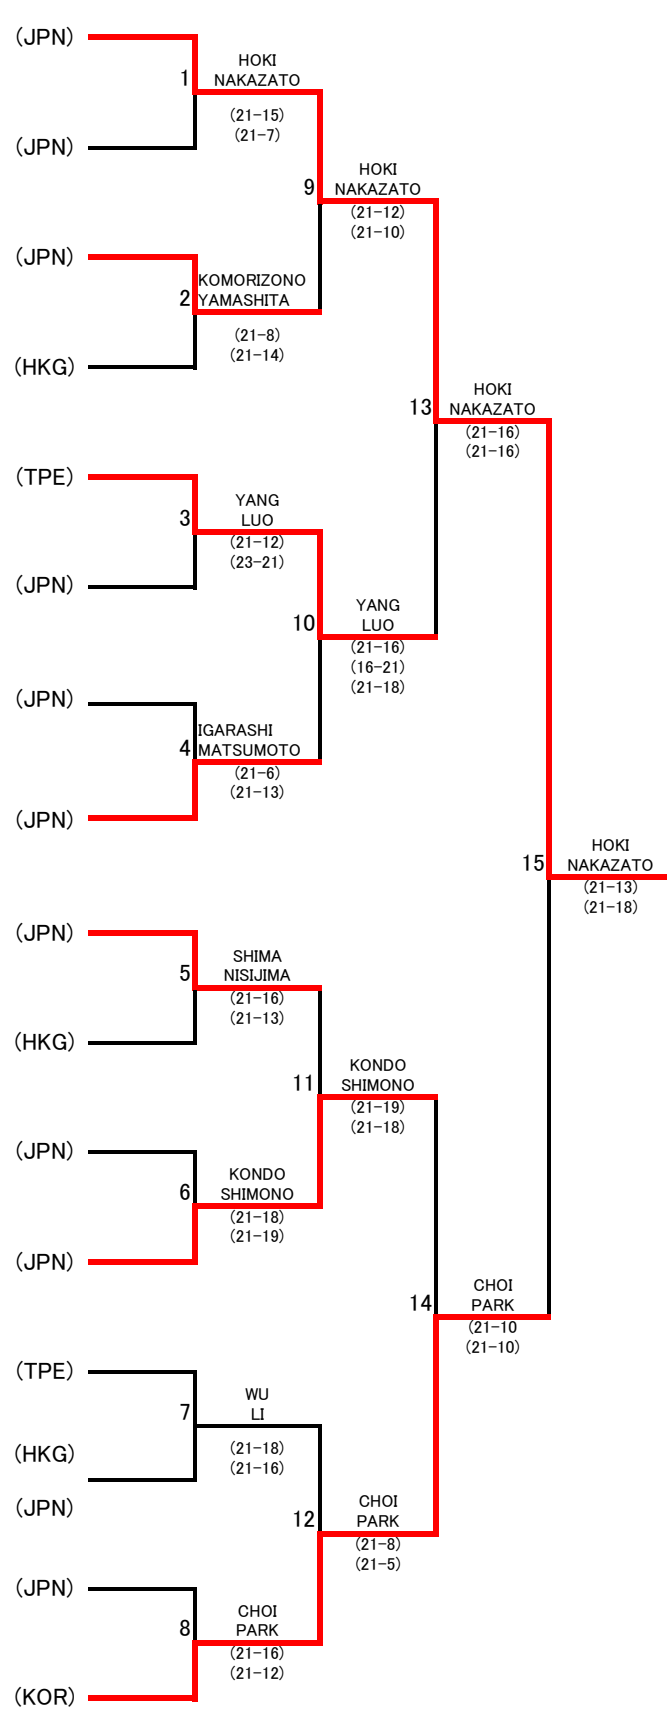 (JPN)
1
HOKI
NAKAZATO
(21-15)
(21-7)
(JPN)
9
HOKI
NAKAZATO
(21-12)
(21-10)
(JPN)
2
KOMORIZONO
YAMASHITA
(21-8)
(21-14)
(HKG)
13
HOKI
NAKAZATO
(21-16)
(21-16)
(TPE)
3
YANG
LUO
(21-12)
(23-21)
(JPN)
10
YANG
LUO
(21-16)
(16-21)
(21-18)
(JPN)
4
IGARASHI
MATSUMOTO
(21-6)
(21-13)
(JPN)
15
HOKI
NAKAZATO
(21-13)
(21-18)
(JPN)
5
SHIMA
NISIJIMA
(21-16)
(21-13)
(HKG)
11
KONDO
SHIMONO
(21-19)
(21-18)
(JPN)
6
KONDO
SHIMONO
(21-18)
(21-19)
(JPN)
14
CHOI
PARK
(21-10
(21-10)
(TPE)
7
WU
LI
(21-18)
(21-16)
(HKG)
(JPN)
12
CHOI
PARK
(21-8)
(21-5)
(JPN)
8
CHOI
PARK
(21-16)
(21-12)
(KOR)